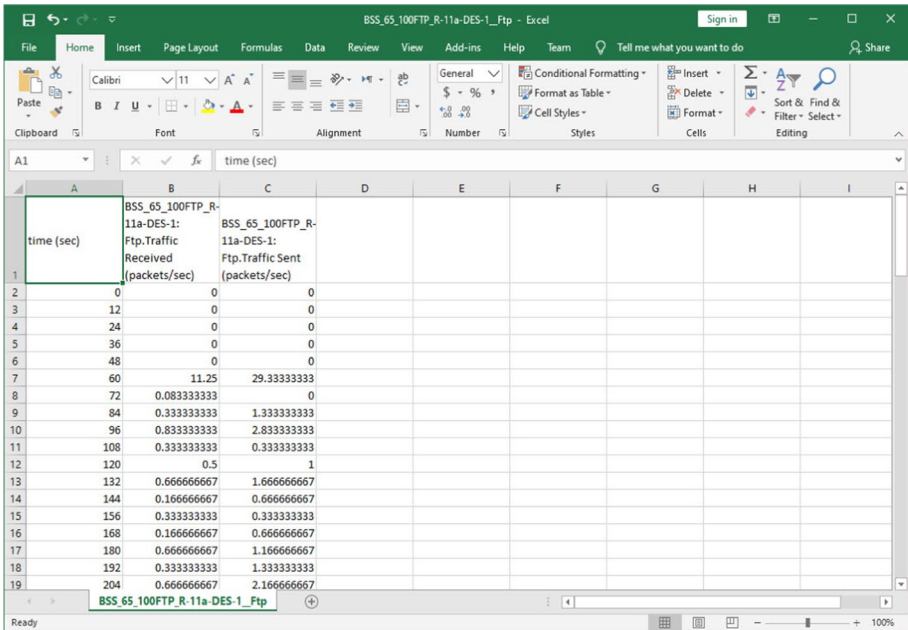 BSS_65_100FTP_R-11a-DES-1_Ftp - Excel
Sign in
File Home Insert Page Layout Formulas Data Review View Add-ins Help Team Tell me what you want to do Share
Paste
Clipboard
Calibri 11 A A
B I U A
Font
ab
Alignment
General
$ % ,
Number
Conditional Formatting
Format as Table
Cell Styles
Styles
Insert
Delete
Format
Cells
Sort & Find &
Filter Select
Editing
A1 fx time (sec)
A B C D E F G H I
1 time (sec)
BSS_65_100FTP_R-
11a-DES-1:
Ftp.Traffic
Received
(packets/sec)
BSS_65_100FTP_R-
11a-DES-1:
Ftp.Traffic Sent
(packets/sec)
2 0 0 0
3 12 0 0
4 24 0 0
5 36 0 0
6 48 0 0
7 60 11.25 29.33333333
8 72 0.083333333 0
9 84 0.333333333 1.333333333
10 96 0.833333333 2.833333333
11 108 0.333333333 0.333333333
12 120 0.5 1
13 132 0.666666667 1.666666667
14 144 0.166666667 0.666666667
15 156 0.333333333 0.333333333
16 168 0.166666667 0.666666667
17 180 0.666666667 1.166666667
18 192 0.333333333 1.333333333
19 204 0.666666667 2.166666667
BSS_65_100FTP_R-11a-DES-1_Ftp
Ready
100%